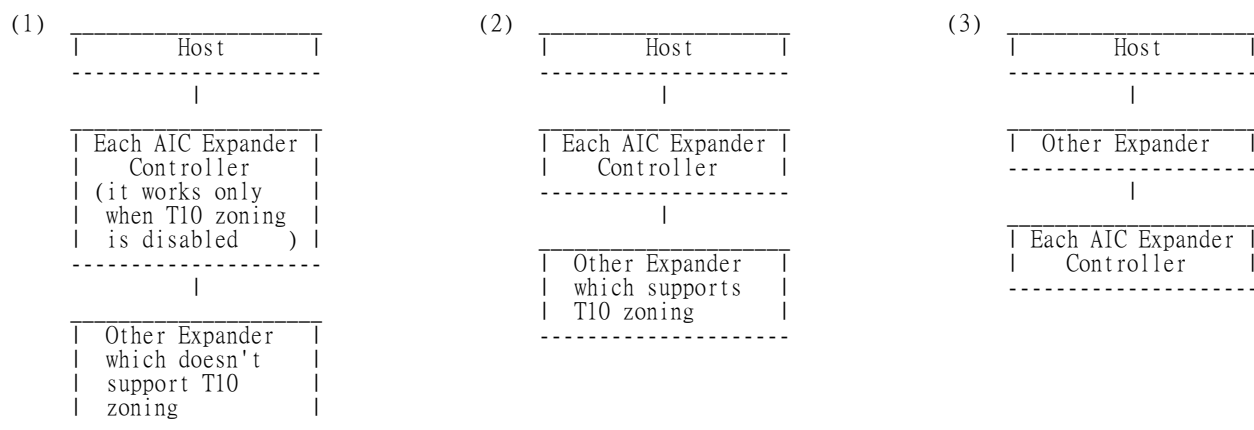 (1)
Host
Each AIC Expander
Controller
(it works only
when T10 zoning
is disabled )
Other Expander
which doesn't
support T10
zoning
(2)
Host
Each AIC Expander
Controller
Other Expander
which supports
T10 zoning
(3)
Host
Other Expander
Each AIC Expander
Controller